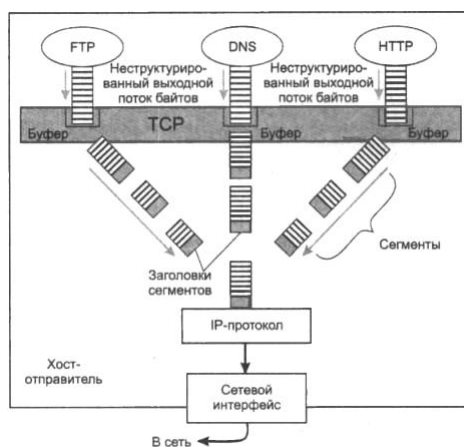 FTP
DNS
HTTP
Неструктуриро-
ванный выходной
поток байтов
Неструктуриро-
ванный выходной
поток байтов
Буфер
TCP
Буфер
Буфер
Сегменты
Заголовки
сегментов
IP-протокол
Хост-
отправитель
Сетевой
интерфейс
В сеть